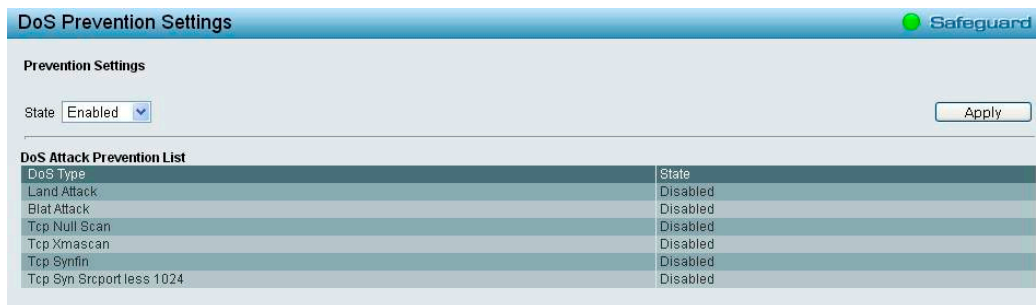 DoS Prevention Settings
Safeguard
Prevention Settings
State Enabled
Apply
DoS Attack Prevention List
DoS Type State
Land Attack Disabled
Blat Attack Disabled
Tcp Null Scan Disabled
Tcp Xmascan Disabled
Tcp Synfin Disabled
Tcp Syn Srcport less 1024 Disabled